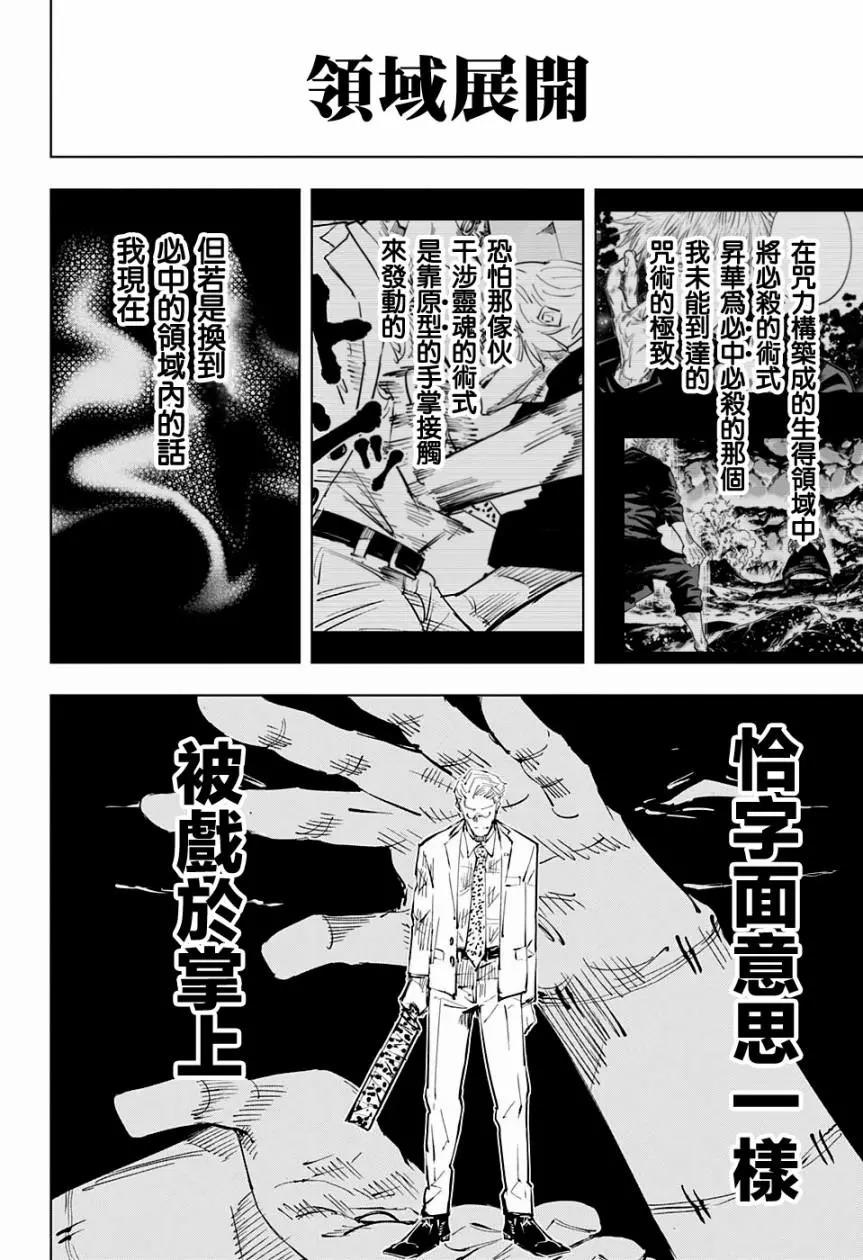 領域展開
在咒力構築成的生得領域中
將必殺的術式
昇華為必中必殺的那個
我未能到達的
咒術的極致
恐怕那傢伙
干涉靈魂的術式
是靠原型的手掌接觸
來發動的
但若是換到
必中的領域內的話
我現在
恰字面意思一樣
被戲於掌上